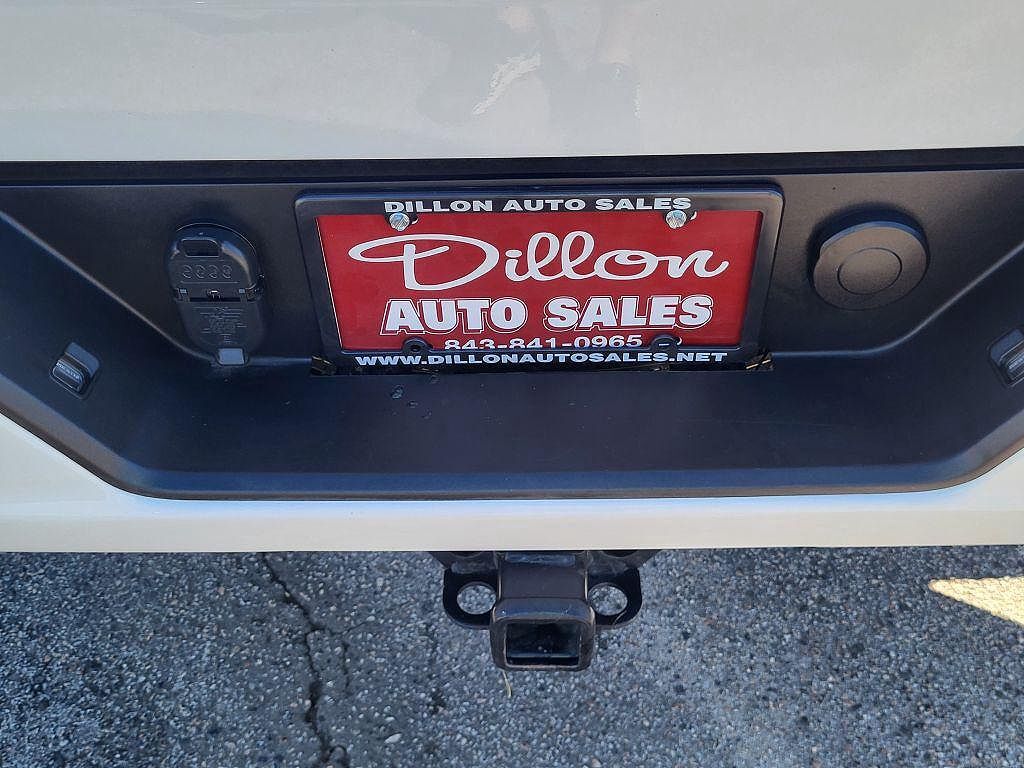 DILLON AUTO SALES
Dillon
AUTO SALES
843-841-0965
WWW.DILLONAUTOSALES.NET